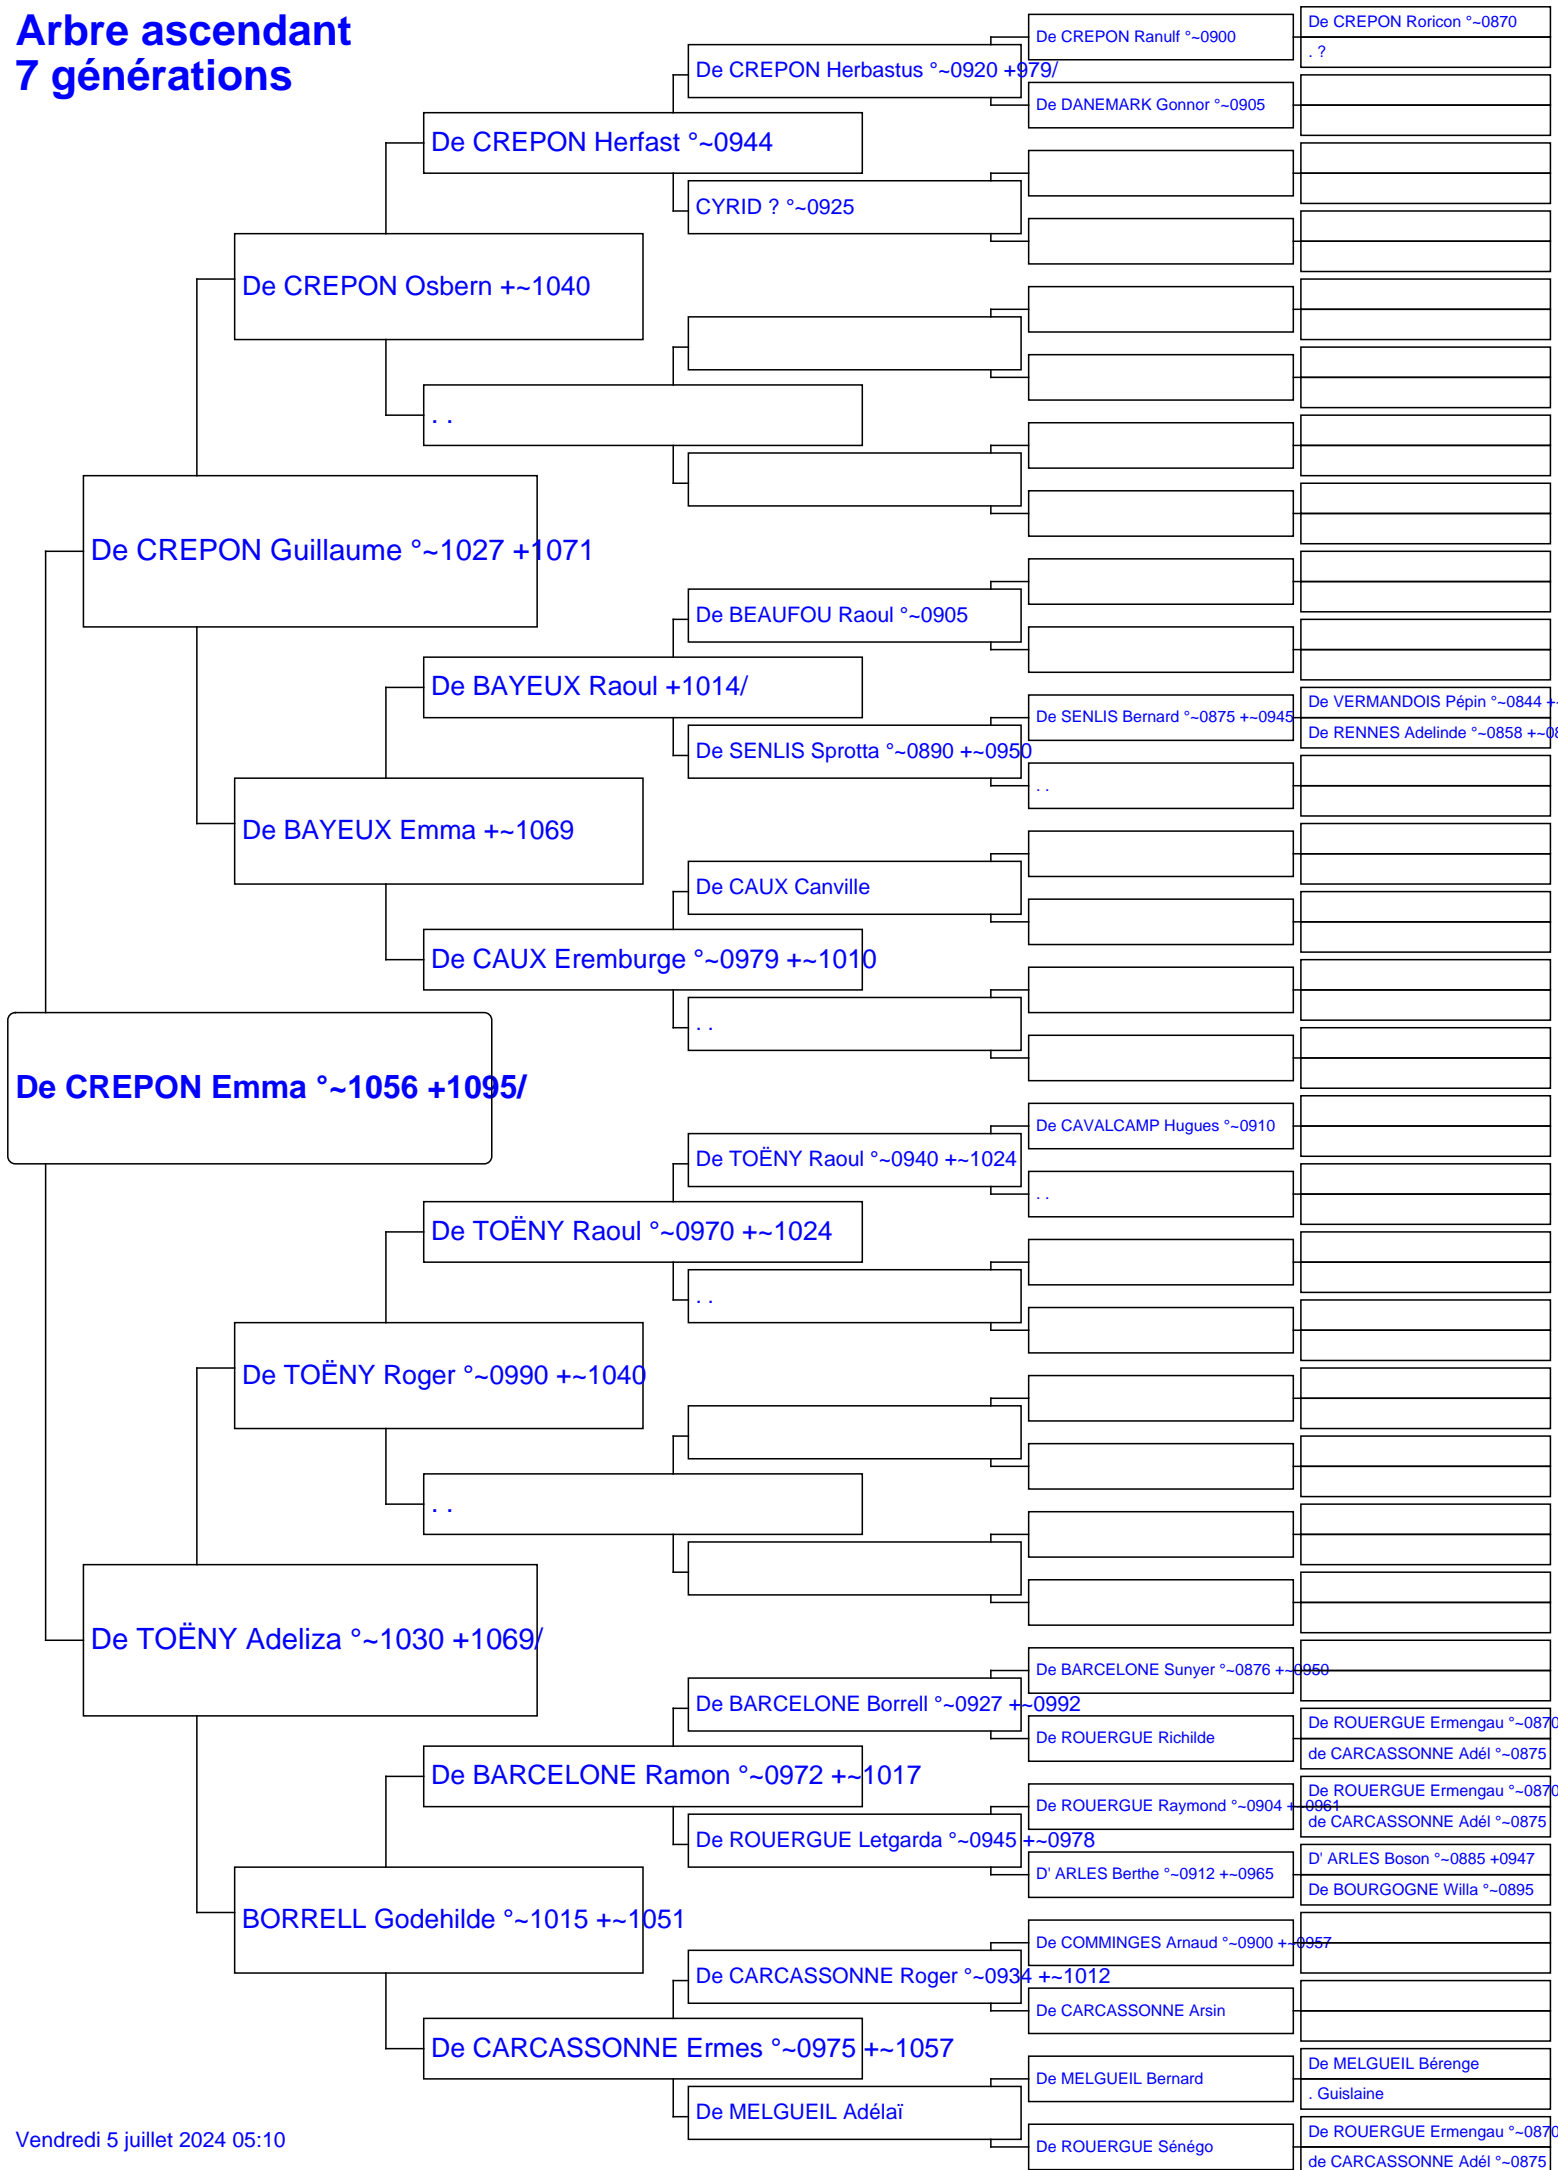 Arbre ascendant
7 générations
De CREPON Roricon °~0870
De CREPON Ranulf °~0900
. ?
De CREPON Herbastus °~0920 +979/
De DANEMARK Gonnor °~0905
De CREPON Herfast °~0944
CYRID ? °~0925
De CREPON Osbern +~1040
. .
De CREPON Guillaume °~1027 +1071
De BEAUFOU Raoul °~0905
De BAYEUX Raoul +1014/
De VERMANDOIS Pépin °~0844 +~
De SENLIS Bernard °~0875 +~0945
De RENNES Adelinde °~0858 +~08
De SENLIS Sprotta °~0890 +~0950
. .
De BAYEUX Emma +~1069
De CAUX Canville
De CAUX Eremburge °~0979 +~1010
. .
De CREPON Emma °~1056 +1095/
De CAVALCAMP Hugues °~0910
De TOËNY Raoul °~0940 +~1024
. .
De TOËNY Raoul °~0970 +~1024
. .
De TOËNY Roger °~0990 +~1040
. .
De TOËNY Adeliza °~1030 +1069/
De BARCELONE Sunyer °~0876 +~0950
De BARCELONE Borrell °~0927 +~0992
De ROUERGUE Ermengau °~0870
De ROUERGUE Richilde
de CARCASSONNE Adél °~0875
De BARCELONE Ramon °~0972 +~1017
De ROUERGUE Ermengau °~0870
De ROUERGUE Raymond °~0904 +~0961
de CARCASSONNE Adél °~0875
De ROUERGUE Letgarda °~0945 +~0978
D' ARLES Boson °~0885 +0947
D' ARLES Berthe °~0912 +~0965
De BOURGOGNE Willa °~0895
BORRELL Godehilde °~1015 +~1051
De COMMINGES Arnaud °~0900 +~0957
De CARCASSONNE Roger °~0934 +~1012
De CARCASSONNE Arsin
De CARCASSONNE Ermes °~0975 +~1057
De MELGUEIL Bérenge
De MELGUEIL Bernard
. Guislaine
De MELGUEIL Adélaï
De ROUERGUE Ermengau °~0870
De ROUERGUE Sénégo
de CARCASSONNE Adél °~0875
Vendredi 5 juillet 2024 05:10